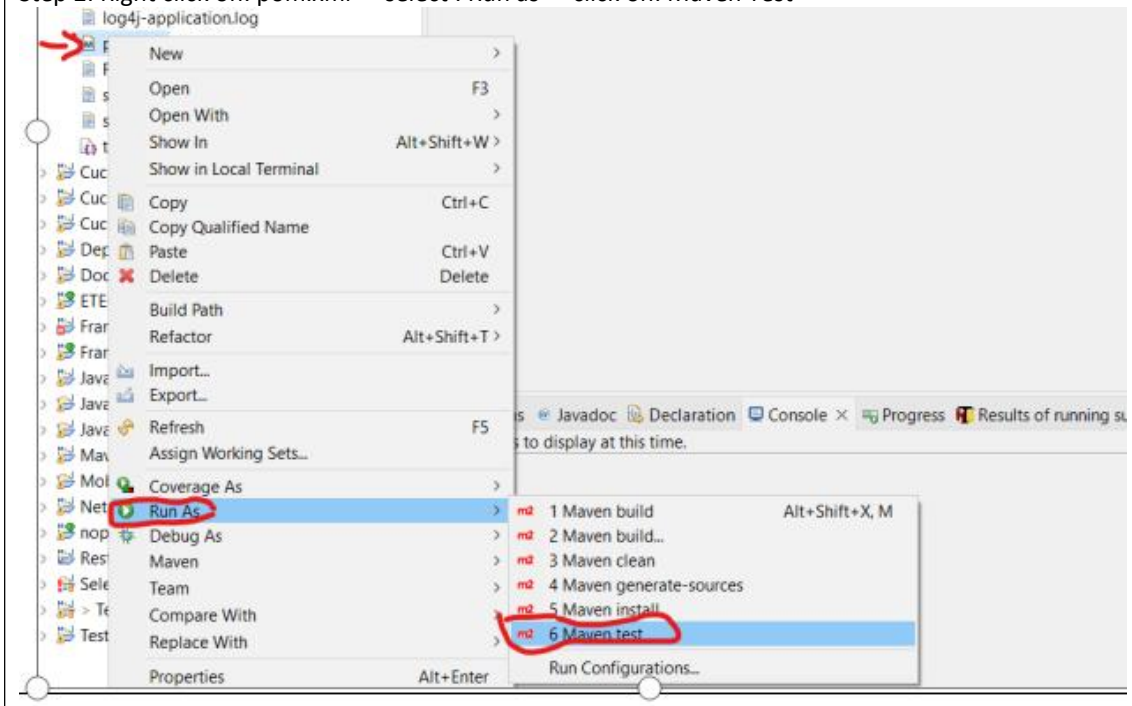 log4j-application.log
New
Open F3
Open With
Show In Alt+Shift+W
Show in Local Terminal
Cuc
Cuc Copy Ctrl+C
Cuc Copy Qualified Name
Dep Paste Ctrl+V
Doc Delete Delete
ETE
Build Path
Fran
Refactor Alt+Shift+T
Fran
Java Import...
Java Export...
Java Refresh F5
Javadoc Declaration Console Progress Results of running su
Mav Assign Working Sets...
s to display at this time.
Mol Coverage As
Net Run As
1 Maven build Alt+Shift+X, M
nop Debug As
2 Maven build...
Res Maven
3 Maven clean
Sele Team
4 Maven generate-sources
> Te Compare With
5 Maven install
Test Replace With
6 Maven test
Properties Alt+Enter
Run Configurations...